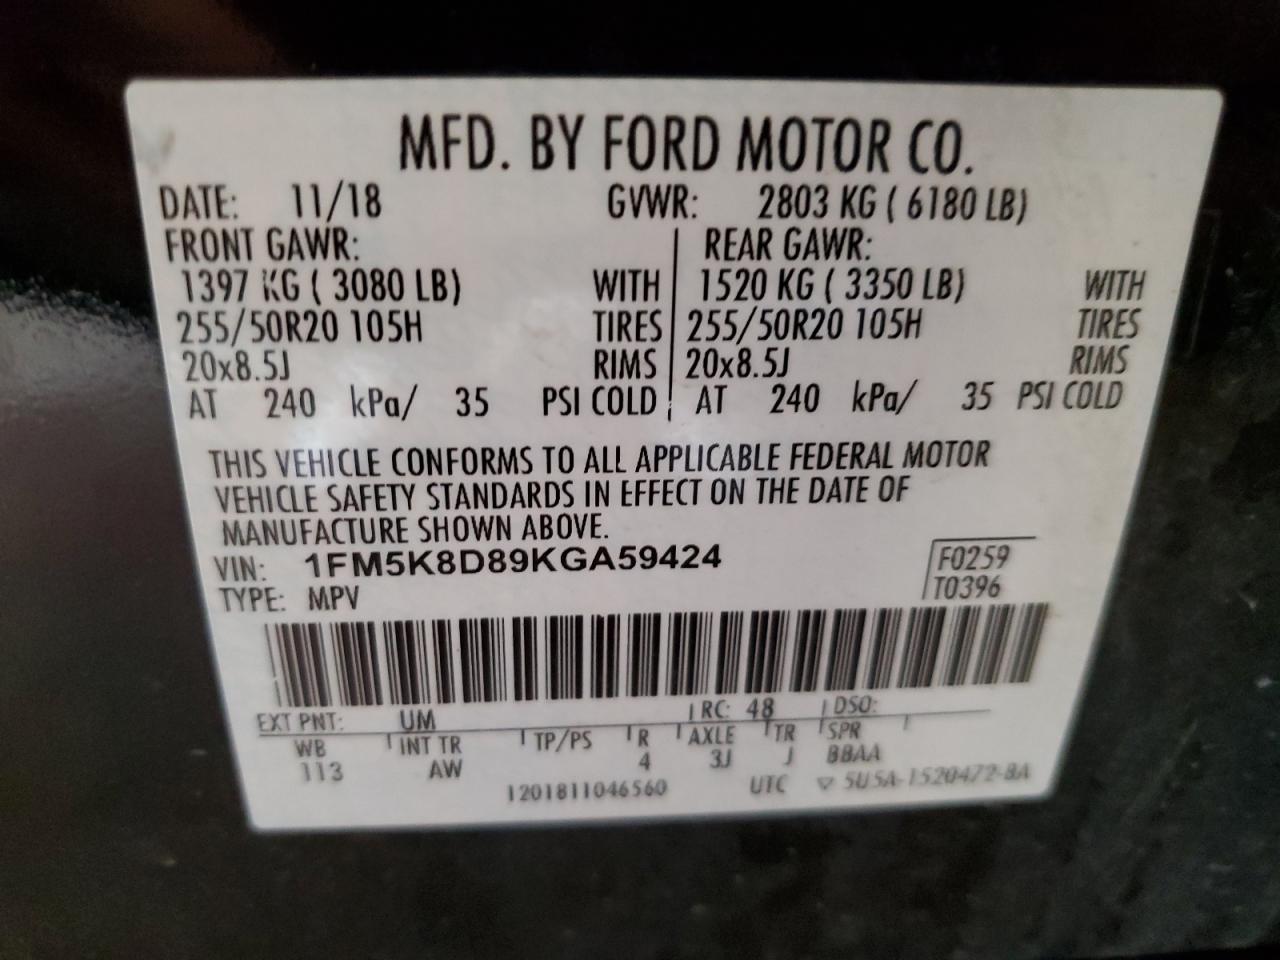 MFD. BY FORD MOTOR CO.
DATE: 11/18 GVWR: 2803 KG ( 6180 LB)
FRONT GAWR: REAR GAWR:
1397 KG ( 3080 LB) WITH 1520 KG ( 3350 LB) WITH
255/50R20 105H TIRES 255/50R20 105H TIRES
20x8.5J RIMS 20x8.5J RIMS
AT 240 kPa/ 35 PSI COLD AT 240 kPa/ 35 PSI COLD
THIS VEHICLE CONFORMS TO ALL APPLICABLE FEDERAL MOTOR
VEHICLE SAFETY STANDARDS IN EFFECT ON THE DATE OF
MANUFACTURE SHOWN ABOVE.
VIN: 1FM5K8D89KGA59424 F0259
TYPE: MPV T0396
EXT PNT: UM RC: 48 DSO:
WB INT TR TP/PS R AXLE TR SPR
113 AW 4 3J J BBAA
1201811046560 UTC ▽ 5U5A-1520472-BA